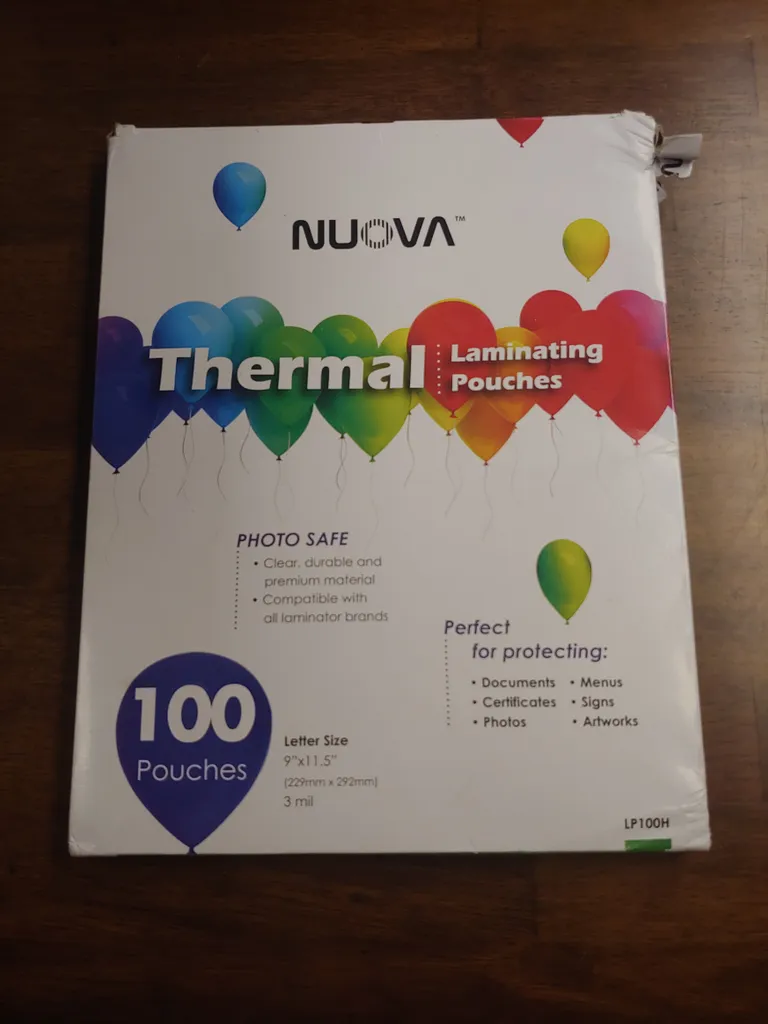 NUOVA™
Thermal
Laminating
Pouches
PHOTO SAFE
• Clear, durable and
premium material
• Compatible with
all laminator brands
Perfect
for protecting:
• Documents • Menus
• Certificates • Signs
• Photos • Artworks
100
Pouches
Letter Size
9"x11.5"
(229mm x 292mm)
3 mil
LP100H